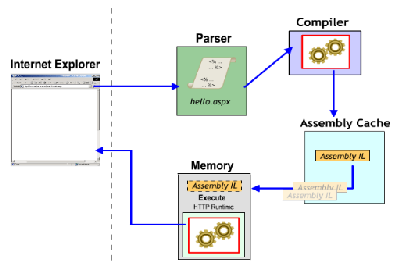 Compiler
Parser
Internet Explorer
hello aspx
Assembly Cache
Assembly IL
Memory
Assembly IL
Assembly IL
Assembly IL
Execute
HTTP Runtime